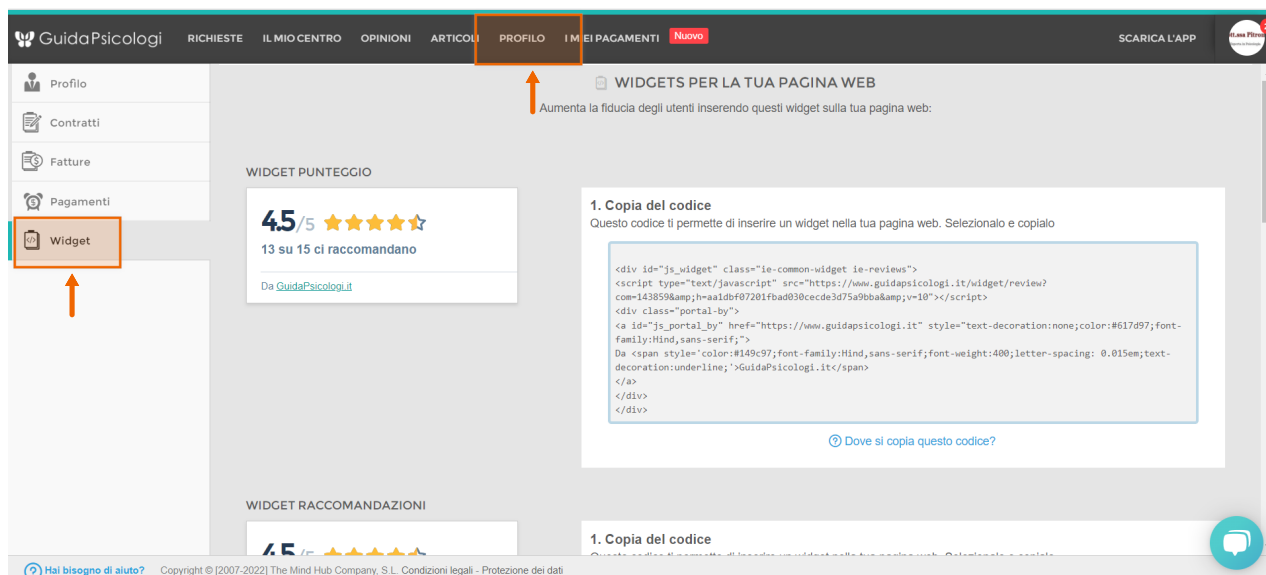 GuidaPsicologi RICHIESTE IL MIO CENTRO OPINIONI ARTICOLI PROFILO I MIEI PAGAMENTI Nuovo SCARICA L'APP
Profilo
Contratti
Fatture
Pagamenti
Widget
WIDGETS PER LA TUA PAGINA WEB
Aumenta la fiducia degli utenti inserendo questi widget sulla tua pagina web:
WIDGET PUNTEGGIO
4.5/5
13 su 15 ci raccomandano
Da GuidaPsicologi.it
1. Copia del codice
Questo codice ti permette di inserire un widget nella tua pagina web. Selezionalo e copialo
<div id="js_widget" class="ie-common-widget ie-reviews">
<script type="text/javascript" src="https://www.guidapsicologi.it/widget/review?
com=143859&amp;h=aa1dbf07201fbad030cecde3d75a9bba&amp;v=10"></script>
<div class="portal-by">
<a id="js_portal_by" href="https://www.guidapsicologi.it" style="text-decoration:none;color:#617d97;font-
family:Hind,sans-serif;">
Da <span style='color:#149c97;font-family:Hind,sans-serif;font-weight:400;letter-spacing: 0.015em;text-
decoration:underline;'>GuidaPsicologi.it</span>
</a>
</div>
</div>
Dove si copia questo codice?
WIDGET RACCOMANDAZIONI
4.5/5
1. Copia del codice
Hai bisogno di aiuto? Copyright © [2007-2022] The Mind Hub Company, S.L. Condizioni legali - Protezione dei dati